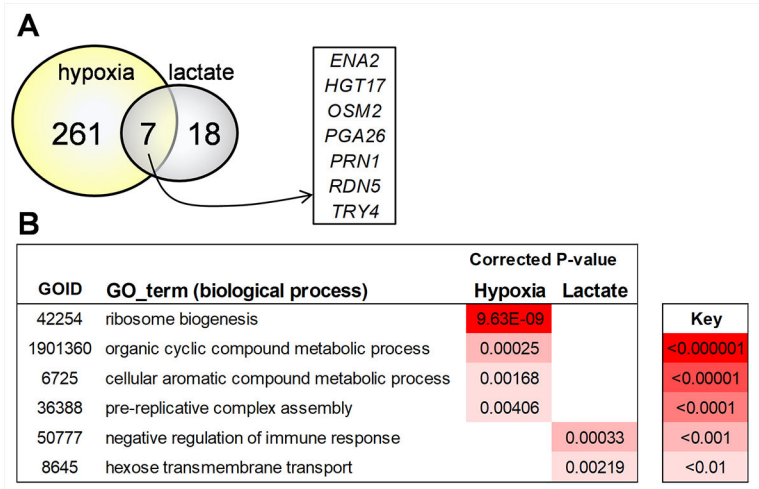 A
hypoxia lactate
261 7 18
ENA2
HGT17
OSM2
PGA26
PRN1
RDN5
TRY4
B
Corrected P-value
GOID GO_term (biological process) Hypoxia Lactate
42254 ribosome biogenesis 9.63E-09
1901360 organic cyclic compound metabolic process 0.00025
6725 cellular aromatic compound metabolic process 0.00168
36388 pre-replicative complex assembly 0.00406
50777 negative regulation of immune response 0.00033
8645 hexose transmembrane transport 0.00219
Key
<0.000001
<0.00001
<0.0001
<0.001
<0.01